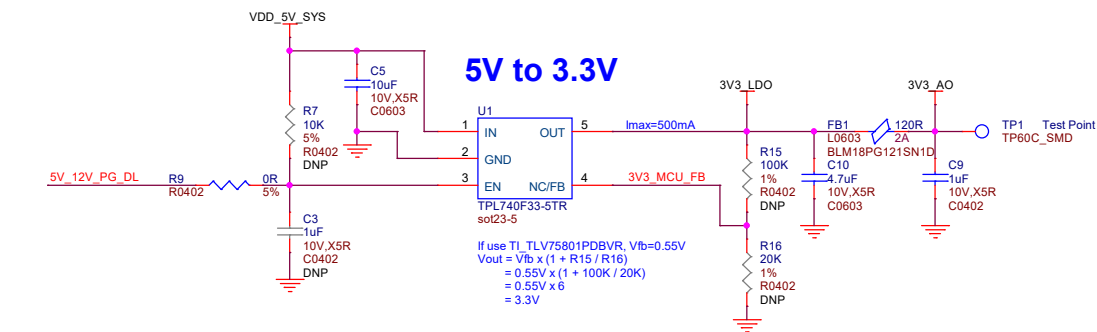 VDD_5V_SYS
5V to 3.3V
C5
10uF
10V,X5R
C0603
R7
10K
5%
R0402
DNP
5V_12V_PG_DL
R9
R0402
0R
5%
C3
1uF
10V,X5R
C0402
DNP
U1
1 IN OUT 5
2 GND
3 EN NC/FB 4
TPL740F33-5TR
sot23-5
Imax=500mA
3V3_MCU_FB
If use TI_TLV75801PDBVR, Vfb=0.55V
Vout = Vfb x (1 + R15 / R16)
= 0.55V x (1 + 100K / 20K)
= 0.55V x 6
= 3.3V
3V3_LDO
R15
100K
1%
R0402
DNP
R16
20K
1%
R0402
DNP
FB1 120R
L0603 2A
BLM18PG121SN1D
C10
4.7uF
10V,X5R
C0603
3V3_AO
C9
1uF
10V,X5R
C0402
TP1 Test Point
TP60C_SMD